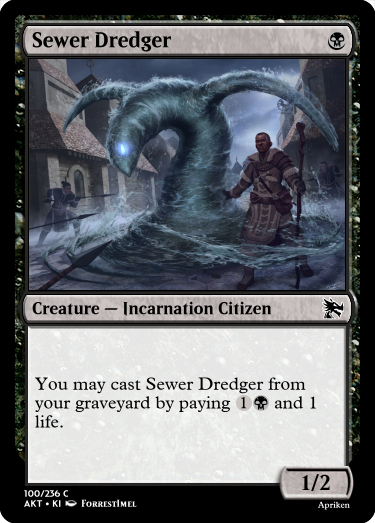 Sewer Dredger
Creature — Incarnation Citizen
You may cast Sewer Dredger from
your graveyard by paying 1 and 1
life.
1/2
100/236 C
AKT • KI ForrestImel
Apriken